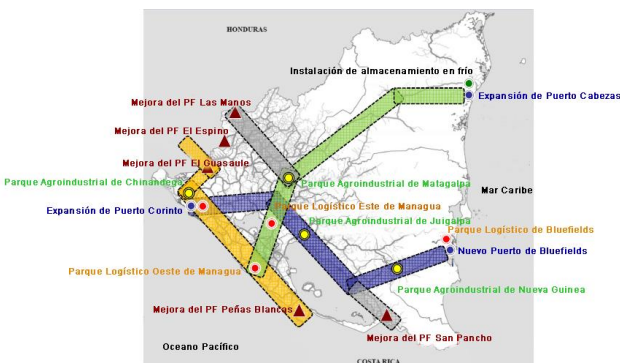 HONDURAS
Instalación de almacenamiento en frío
Expansión de Puerto Cabezas
Mejora del PF Las Manos
Mejora del PF El Espino
Mejora del PF El Guasaule
Parque Agroindustrial de Chinandega
Parque Agroindustrial de Matagalpa
Mar Caribe
Expansión de Puerto Corinto
Parque Logístico Este de Managua
Parque Agroindustrial de Juigalpa
Parque Logístico de Bluefields
Nuevo Puerto de Bluefields
Parque Logístico Oeste de Managua
Parque Agroindustrial de Nueva Guinea
Mejora del PF Peñas Blancas
Mejora del PF San Pancho
Oceano Pacífico
COSTA RICA